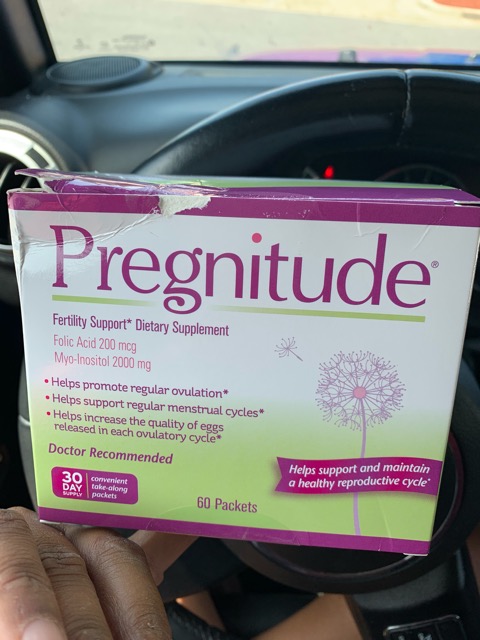 Pregnitude®
Fertility Support* Dietary Supplement
Folic Acid 200 mcg
Myo-Inositol 2000 mg
• Helps promote regular ovulation*
• Helps support regular menstrual cycles*
• Helps increase the quality of eggs
released in each ovulatory cycle*
Doctor Recommended
30
DAY
SUPPLY
convenient
take-along
packets
60 Packets
Helps support and maintain
a healthy reproductive cycle*